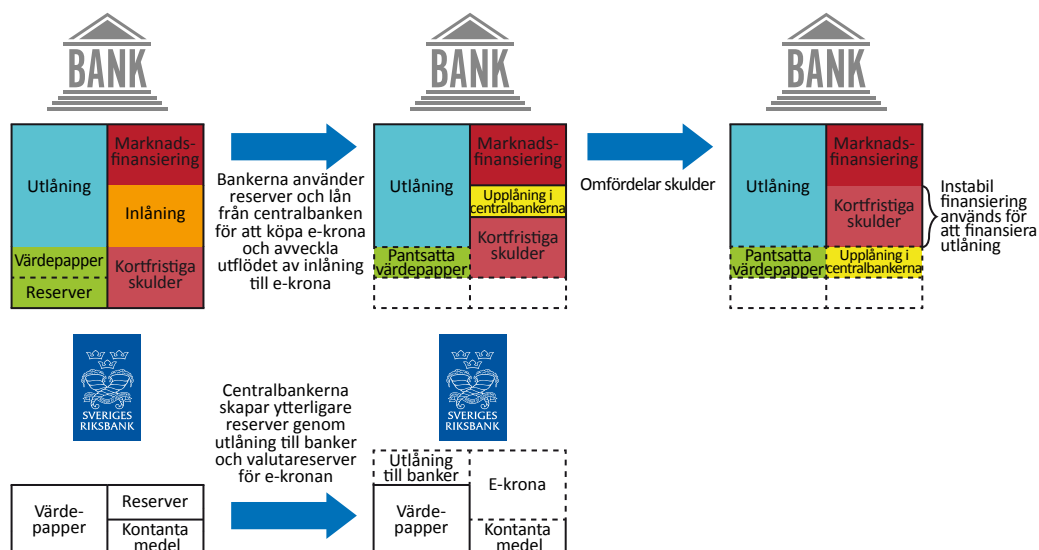 BANK
Utlåning
Värdepapper
Reserver
Marknads-
finansiering
Inlåning
Kortfristiga
skulder
Bankerna använder
reserver och lån
från centralbanken
för att köpa e-krona
och avveckla
utflödet av inlåning
till e-krona
BANK
Utlåning
Pantsatta
värdepapper
Marknads-
finansiering
Upplåning i
centralbankerna
Kortfristiga
skulder
Omfördelar skulder
BANK
Utlåning
Pantsatta
värdepapper
Marknads-
finansiering
Kortfristiga
skulder
Upplåning i
centralbankerna
Instabil
finansiering
används för
att finansiera
utlåning
SVERIGES
RIKSBANK
Värde-
papper
Reserver
Kontanta
medel
Centralbankerna
skapar ytterligare
reserver genom
utlåning till banker
och valutareserver
för e-kronan
SVERIGES
RIKSBANK
Utlåning
till banker
Värde-
papper
E-krona
Kontanta
medel